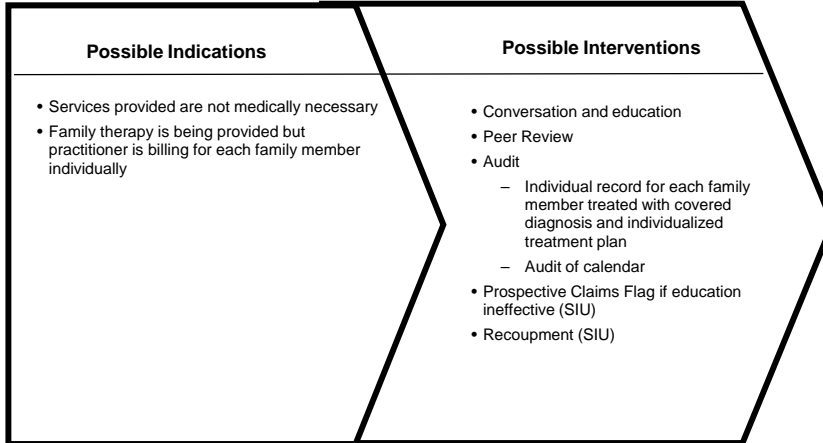 Possible Indications
• Services provided are not medically necessary
• Family therapy is being provided but
practitioner is billing for each family member
individually
Possible Interventions
• Conversation and education
• Peer Review
• Audit
– Individual record for each family
member treated with covered
diagnosis and individualized
treatment plan
– Audit of calendar
• Prospective Claims Flag if education
ineffective (SIU)
• Recoupment (SIU)